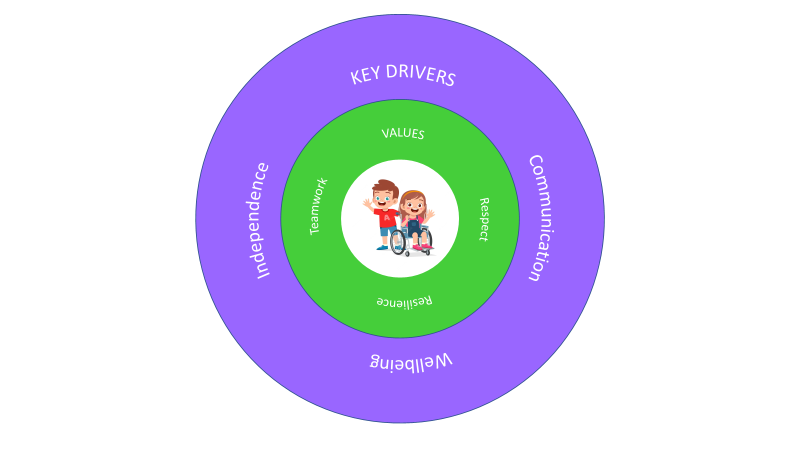 KEY DRIVERS
Communication
Wellbeing
Independence
VALUES
Respect
Resilience
Teamwork